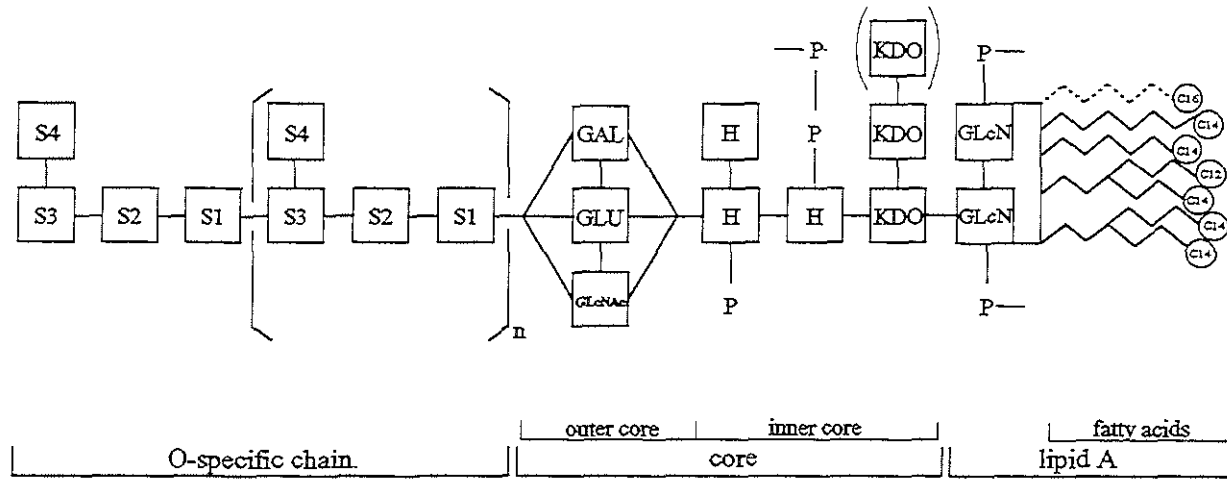 P KDO P
S4 S4 GAL H P KDO GLcN C16
C14
C14
C12
S3 S2 S1 S3 S2 S1 GLU H H KDO GLcN C14
C14
C14
GLcNAc P P
n
outer core inner core fatty acids
O-specific chain. core lipid A